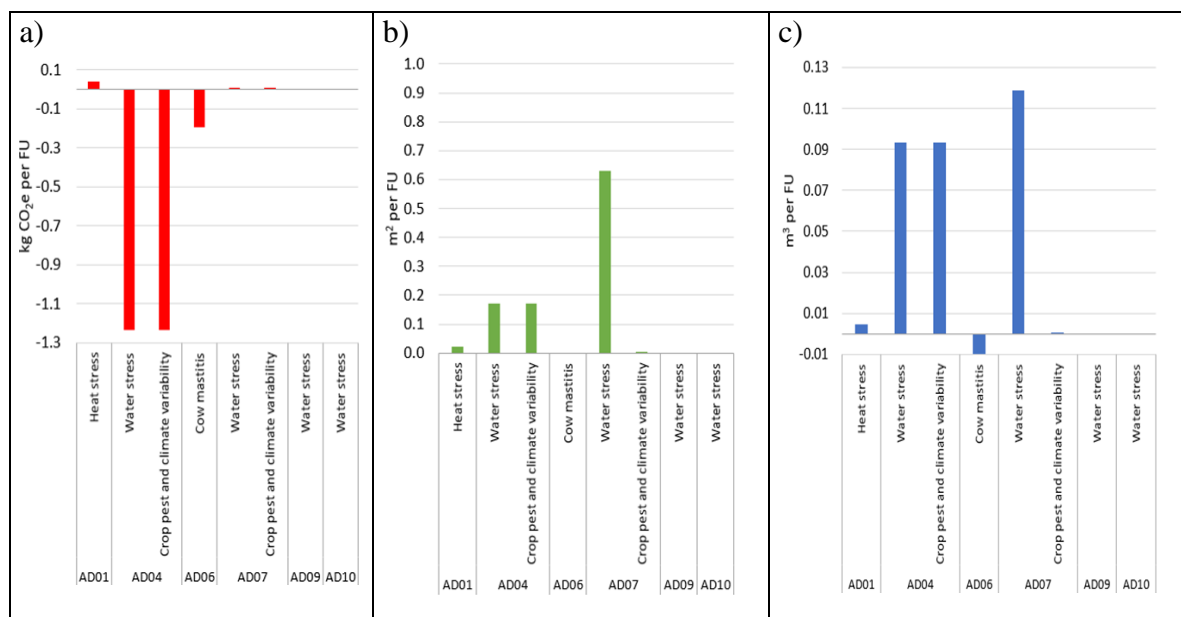 a)
0.1
-0.1
-0.3
-0.5
-0.7
-0.9
-1.1
-1.3
kg CO₂e per FU
Heat stress
Water stress
Crop pest and climate variability
Cow mastitis
Water stress
Crop pest and climate variability
Water stress
Water stress
AD01 AD04 AD06 AD07 AD09 AD10
b)
1.0
0.9
0.8
0.7
0.6
0.5
0.4
0.3
0.2
0.1
0.0
m² per FU
Heat stress
Water stress
Crop pest and climate variability
Cow mastitis
Water stress
Crop pest and climate variability
Water stress
Water stress
AD01 AD04 AD06 AD07 AD09 AD10
c)
0.13
0.11
0.09
0.07
0.05
0.03
0.01
-0.01
m³ per FU
Heat stress
Water stress
Crop pest and climate variability
Cow mastitis
Water stress
Crop pest and climate variability
Water stress
Water stress
AD01 AD04 AD06 AD07 AD09 AD10